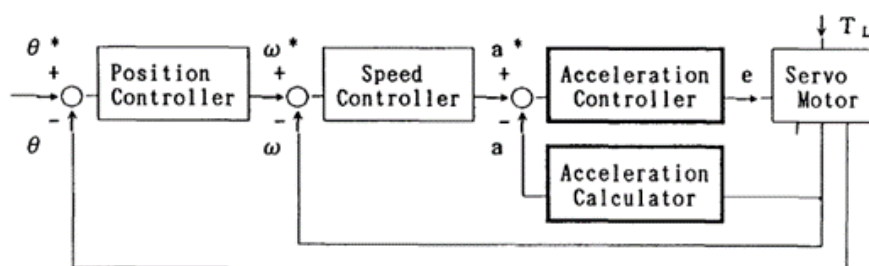 T L
θ* ω* a*
+ Position Controller + Speed Controller + Acceleration Controller e Servo Motor
- - -
θ ω a
Acceleration Calculator